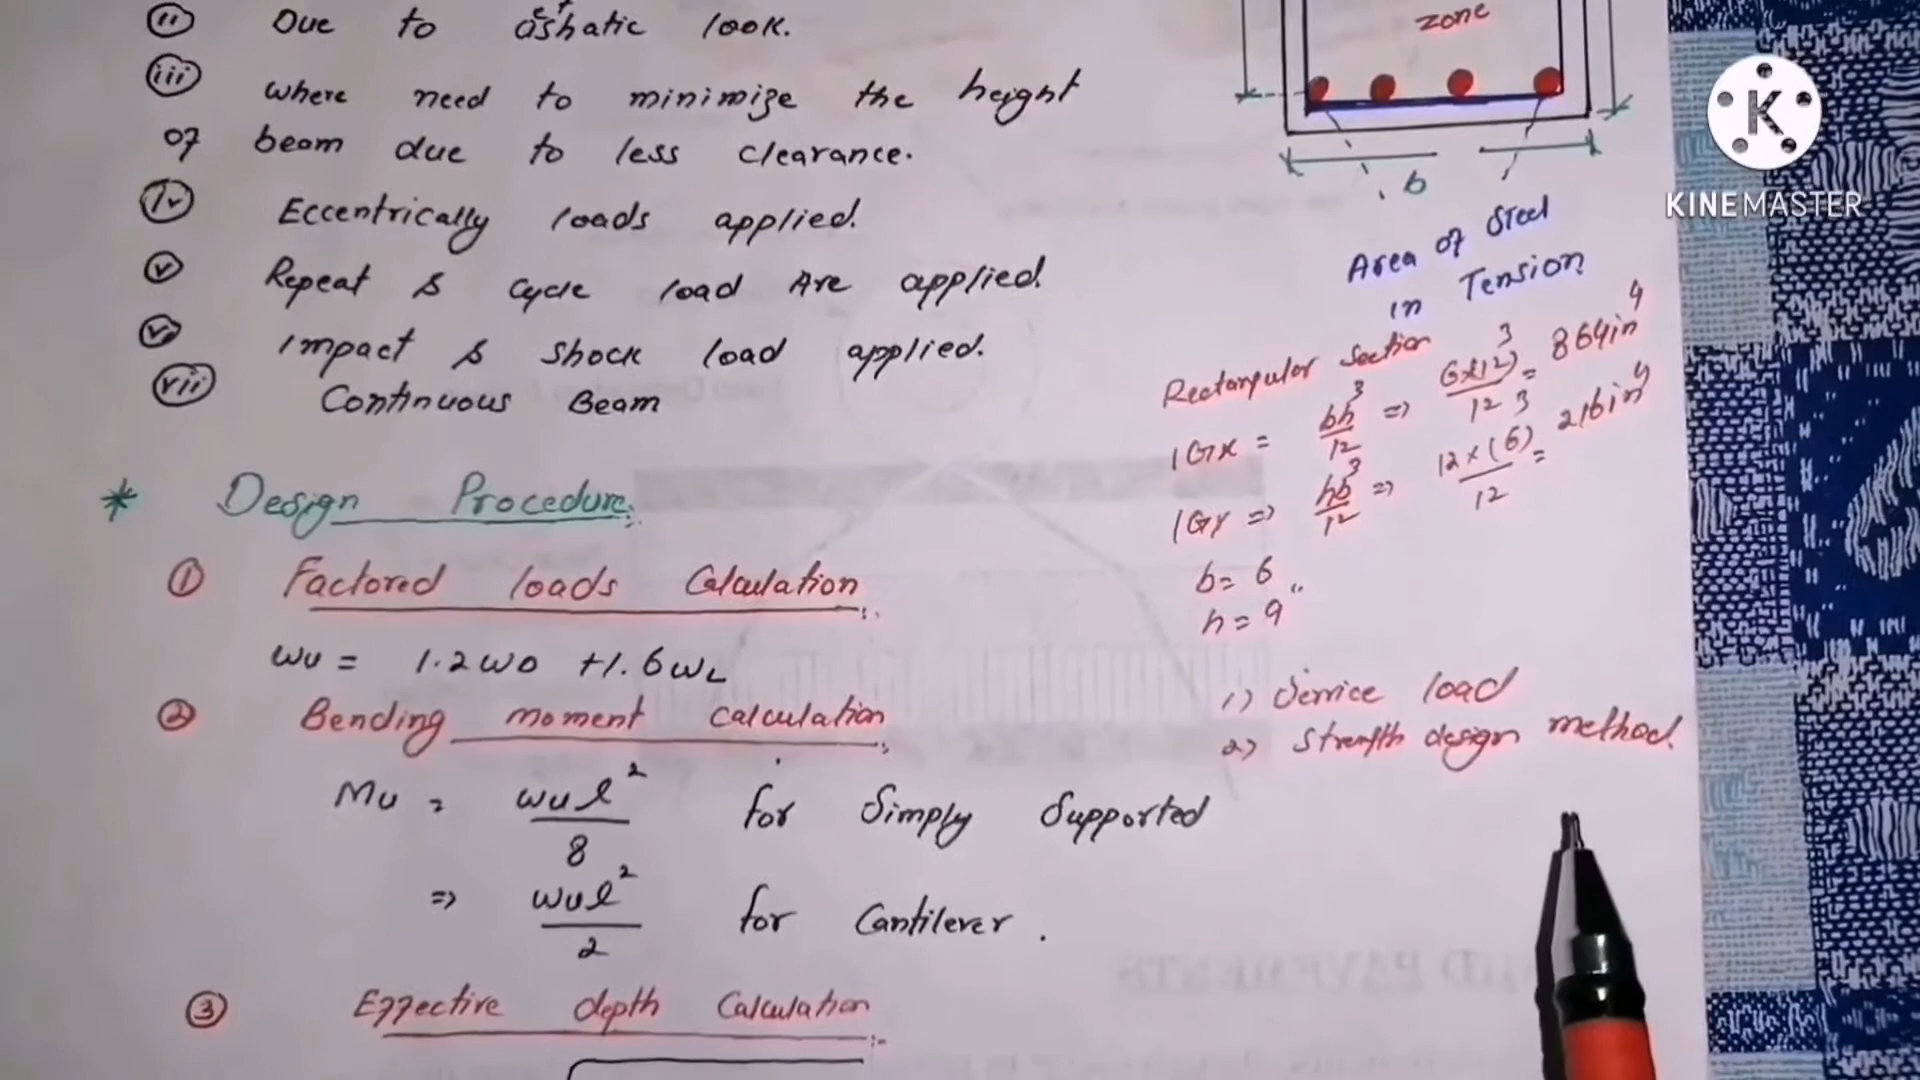 ii Due to ashatic look.
iii where need to minimize the height
of beam due to less clearance.
iv Eccentrically loads applied.
v Repeat & cycle load Are applied.
v Impact & shock load applied.
vii Continuous Beam
* Design Procedure:
① Factored loads Calculation
wu = 1.2wD + 1.6wL
② Bending moment calculation
Mu = wul²/8 for Simply Supported
=> wul²/2 for Cantilever.
③ Effective depth Calculation
zone
b
Area of Steel
in Tension
Rectangular Section
IGx = bh³/12 => 6x(12)³/12 = 864in⁴
IGy => hb³/12 => 12x(6)³/12 = 216in⁴
b= 6"
h= 9
1) Service load
2) Strength design method.
K
KINEMASTER